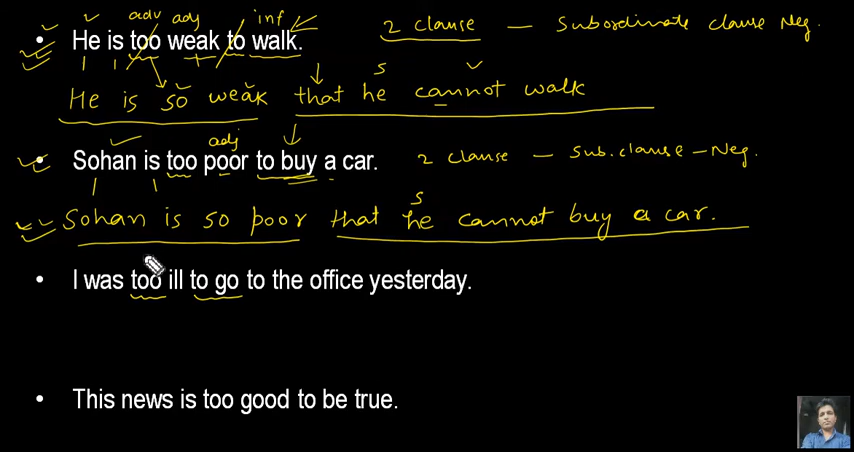 adv adj inf
• He is too weak to walk. 2 clause — Subordinate clause Neg.
S
He is so weak that he cannot walk
adj
• Sohan is too poor to buy a car. 2 clause — Sub. clause – Neg.
S
Sohan is so poor that he cannot buy a car.
• I was too ill to go to the office yesterday.
• This news is too good to be true.